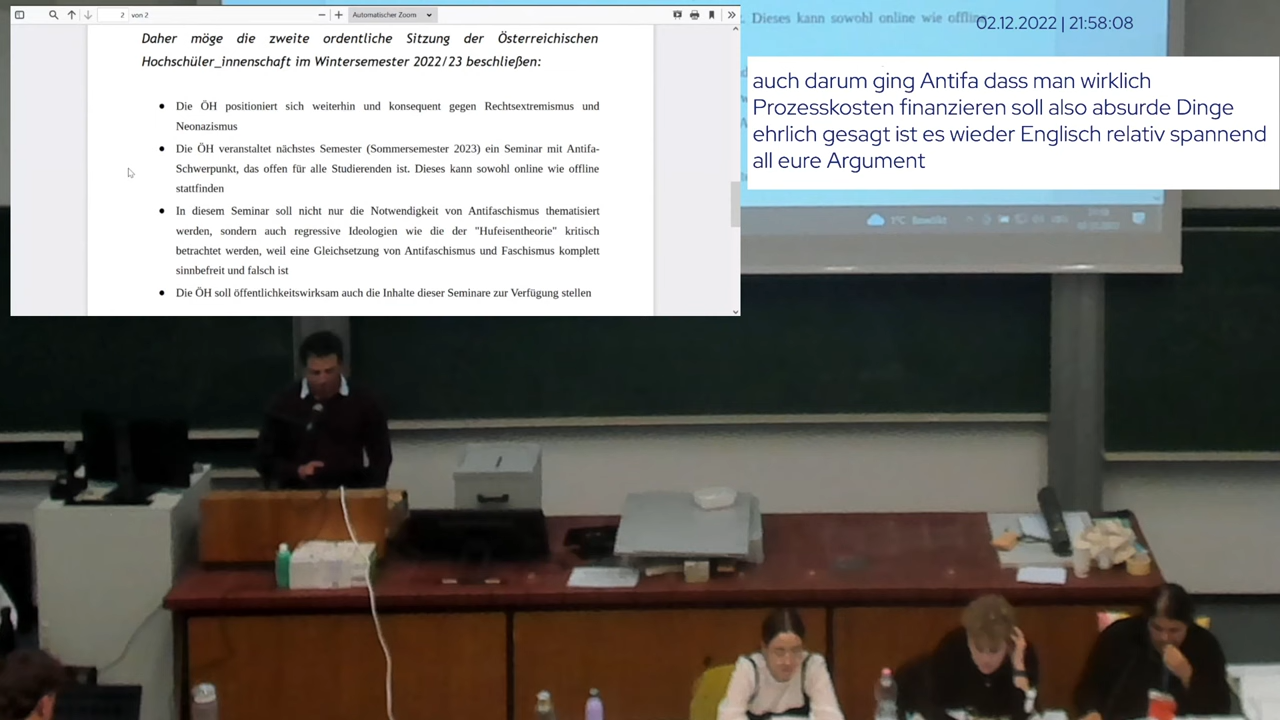 2 von 2
Automatischer Zoom
Daher möge die zweite ordentliche Sitzung der Österreichischen
Hochschüler_innenschaft im Wintersemester 2022/23 beschließen:
● Die ÖH positioniert sich weiterhin und konsequent gegen Rechtsextremismus und
Neonazismus
● Die ÖH veranstaltet nächstes Semester (Sommersemester 2023) ein Seminar mit Antifa-
Schwerpunkt, das offen für alle Studierenden ist. Dieses kann sowohl online wie offline
stattfinden
● In diesem Seminar soll nicht nur die Notwendigkeit von Antifaschismus thematisiert
werden, sondern auch regressive Ideologien wie die der "Hufeisentheorie" kritisch
betrachtet werden, weil eine Gleichsetzung von Antifaschismus und Faschismus komplett
sinnbefreit und falsch ist
● Die ÖH soll öffentlichkeitswirksam auch die Inhalte dieser Seminare zur Verfügung stellen
. Dieses kann sowohl online wie offline
02.12.2022 | 21:58:08
auch darum ging Antifa dass man wirklich
Prozesskosten finanzieren soll also absurde Dinge
ehrlich gesagt ist es wieder Englisch relativ spannend
all eure Argument
1°C Bewölkt